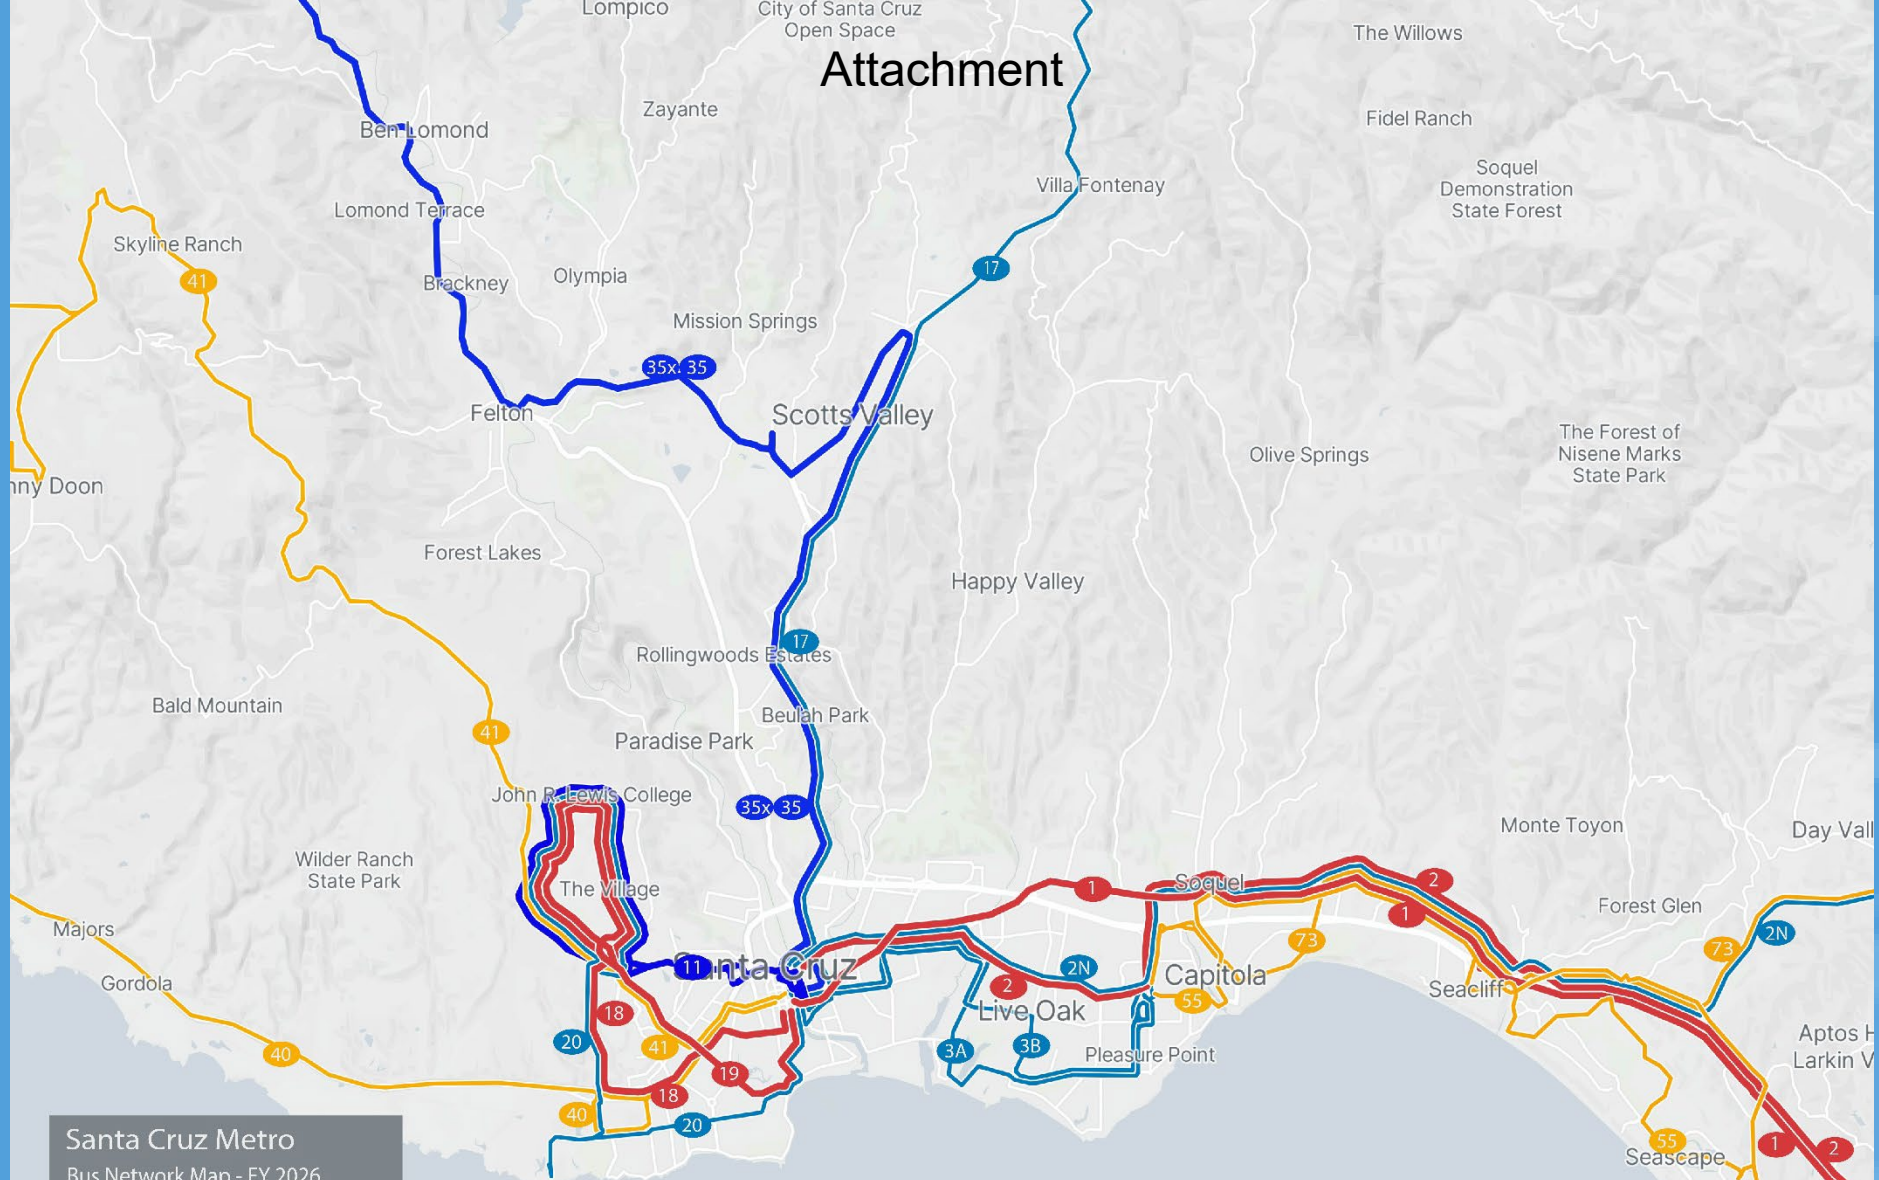 Lompico
City of Santa Cruz
Open Space
The Willows
Attachment
Zayante
Fidel Ranch
Ben Lomond
Soquel
Demonstration
State Forest
Villa Fontenay
Lomond Terrace
Skyline Ranch
41
17
Brackney
Olympia
Mission Springs
35x 35
Felton
Scotts Valley
Olive Springs
The Forest of
Nisene Marks
State Park
nny Doon
Forest Lakes
Happy Valley
17
Rollingwoods Estates
Bald Mountain
Beulah Park
41
Paradise Park
John R. Lewis College
35x 35
Monte Toyon
Day Vall
Wilder Ranch
State Park
The Village
Soquel
1
2
1
Forest Glen
Majors
73
73
2N
11
Santa Cruz
2N
Capitola
Gordola
2
Seacliff
55
Live Oak
18
20
41
3A
3B
Pleasure Point
Aptos H
Larkin V
40
19
18
40
20
55
1
2
Seascape
Santa Cruz Metro
Bus Network Map - FY 2026